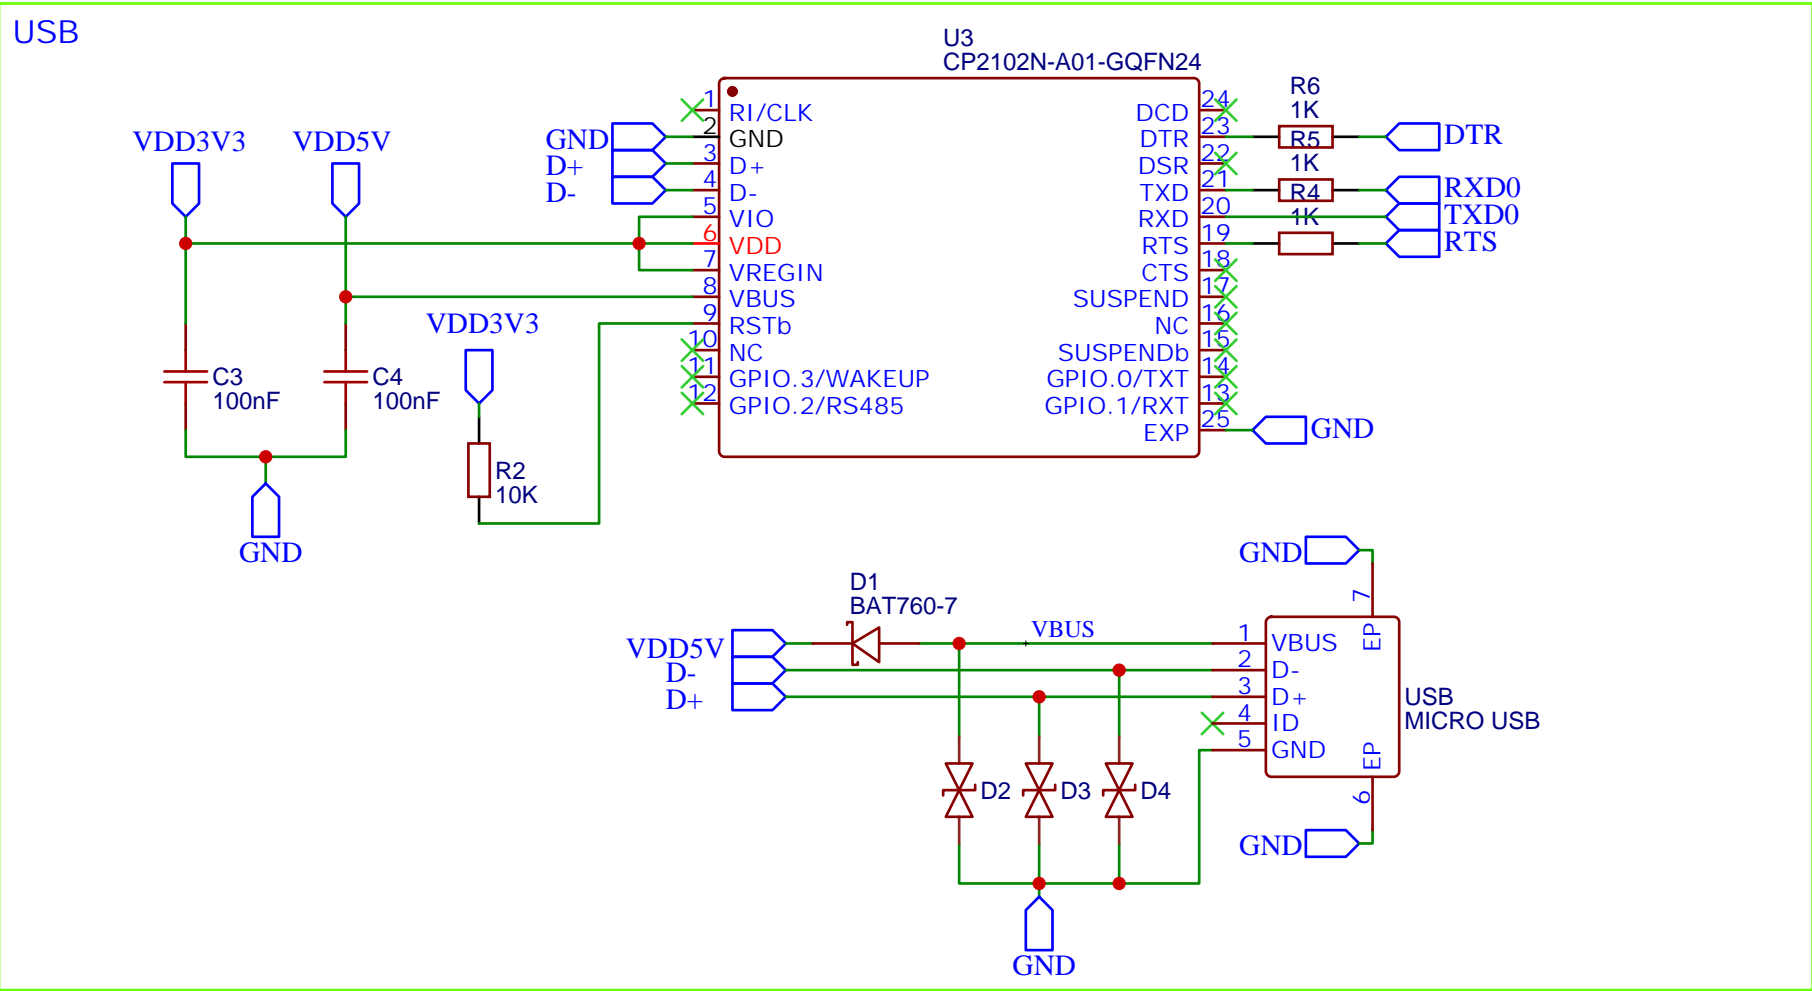 USB
U3
CP2102N-A01-GQFN24
1 RI/CLK
2 GND
3 D+
4 D-
5 VIO
6 VDD
7 VREGIN
8 VBUS
9 RSTb
10 NC
11 GPIO.3/WAKEUP
12 GPIO.2/RS485
DCD 24
DTR 23
DSR 22
TXD 21
RXD 20
RTS 19
CTS 18
SUSPEND 17
NC 16
SUSPENDb 15
GPIO.0/TXT 14
GPIO.1/RXT 13
EXP 25
GND
D+
D-
R6
1K
R5
1K
R4
1K
DTR
RXD0
TXD0
RTS
GND
VDD3V3
VDD5V
C3
100nF
C4
100nF
GND
VDD3V3
R2
10K
D1
BAT760-7
VDD5V
D-
D+
VBUS
D2
D3
D4
GND
GND
7
EP
1 VBUS
2 D-
3 D+
4 ID
5 GND
EP
6
USB
MICRO USB
GND